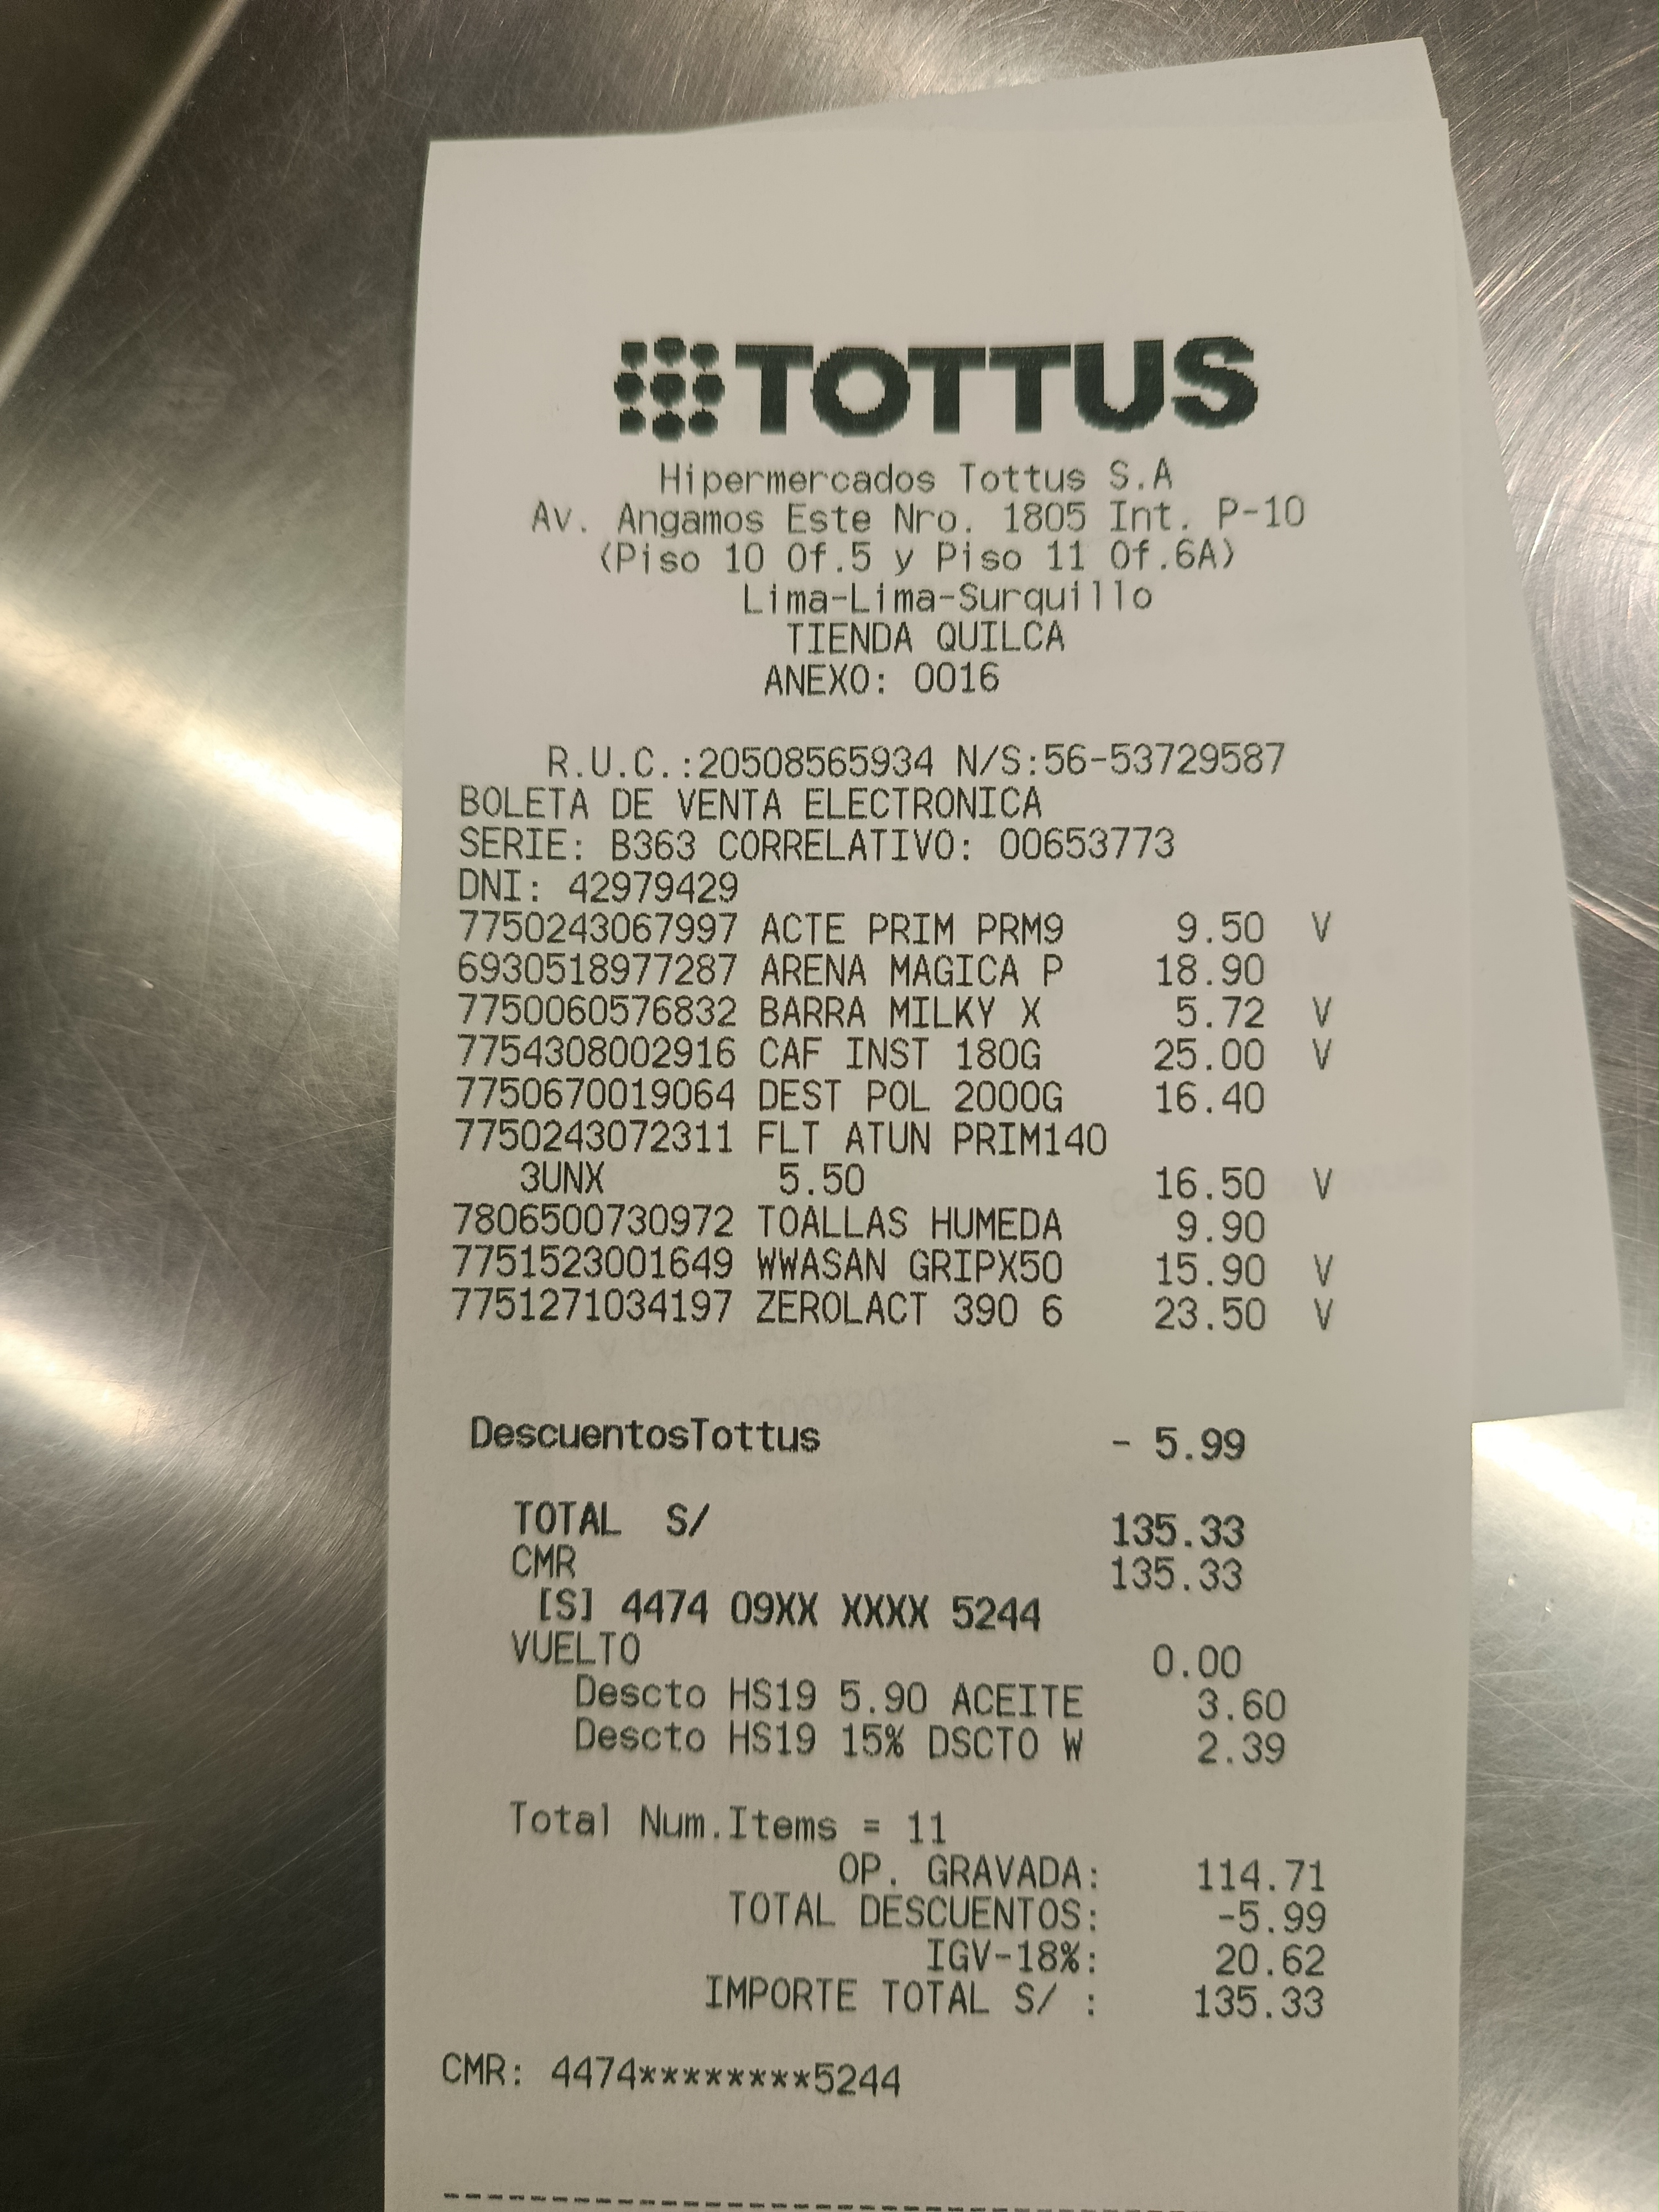 TOTTUS
Hipermercados Tottus S.A
Av. Angamos Este Nro. 1805 Int. P-10
(Piso 10 Of.5 y Piso 11 Of.6A)
Lima-Lima-Surquillo
TIENDA QUILCA
ANEXO: 0016
R.U.C.:20508565934 N/S:56-53729587
BOLETA DE VENTA ELECTRONICA
SERIE: B363 CORRELATIVO: 00653773
DNI: 42979429
7750243067997 ACTE PRIM PRM9 9.50 V
6930518977287 ARENA MAGICA P 18.90
7750060576832 BARRA MILKY X 5.72 V
7754308002916 CAF INST 180G 25.00 V
7750670019064 DEST POL 2000G 16.40
7750243072311 FLT ATUN PRIM140
3UNX 5.50 16.50 V
7806500730972 TOALLAS HUMEDA 9.90
7751523001649 WWASAN GRIPX50 15.90 V
7751271034197 ZEROLACT 390 6 23.50 V
DescuentosTottus - 5.99
TOTAL S/ 135.33
CMR 135.33
[S] 4474 09XX XXXX 5244
VUELTO 0.00
Descto HS19 5.90 ACEITE 3.60
Descto HS19 15% DSCTO W 2.39
Total Num.Items = 11
OP. GRAVADA: 114.71
TOTAL DESCUENTOS: -5.99
IGV-18%: 20.62
IMPORTE TOTAL S/ : 135.33
CMR: 4474********5244